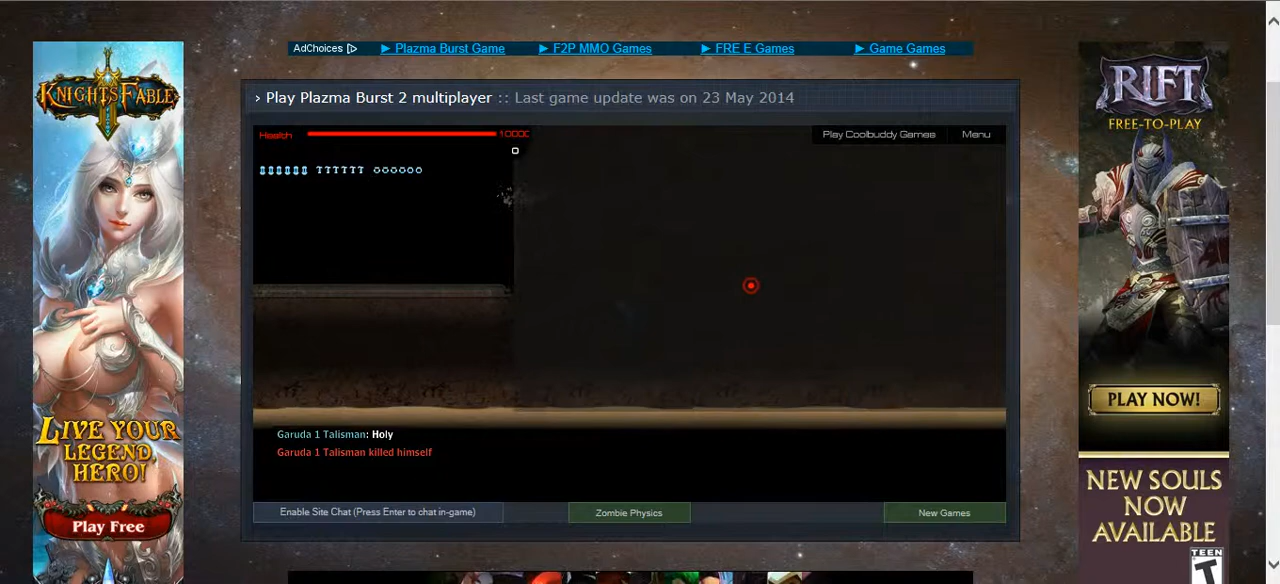 AdChoices
▶ Plazma Burst Game
▶ F2P MMO Games
▶ FRE E Games
▶ Game Games
KNIGHTS FABLE
RIFT
FREE-TO-PLAY
› Play Plazma Burst 2 multiplayer :: Last game update was on 23 May 2014
Health
Play Coolbuddy Games
Menu
Garuda 1 Talisman: Holy
Garuda 1 Talisman killed himself
Enable Site Chat (Press Enter to chat in-game)
Zombie Physics
New Games
LIVE YOUR
LEGEND
HERO!
Play Free
PLAY NOW!
NEW SOULS
NOW
AVAILABLE
TEEN
T